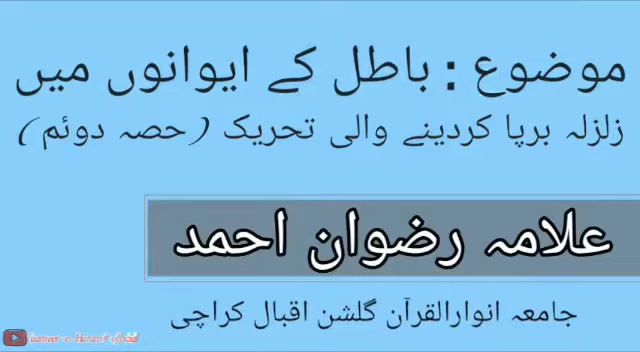 موضوع : باطل کے ایوانوں میں
زلزلہ برپا کردینے والی تحریک (حصہ دوئم)
علامہ رضوان احمد
جامعہ انوارالقرآن گلشن اقبال کراچی
official